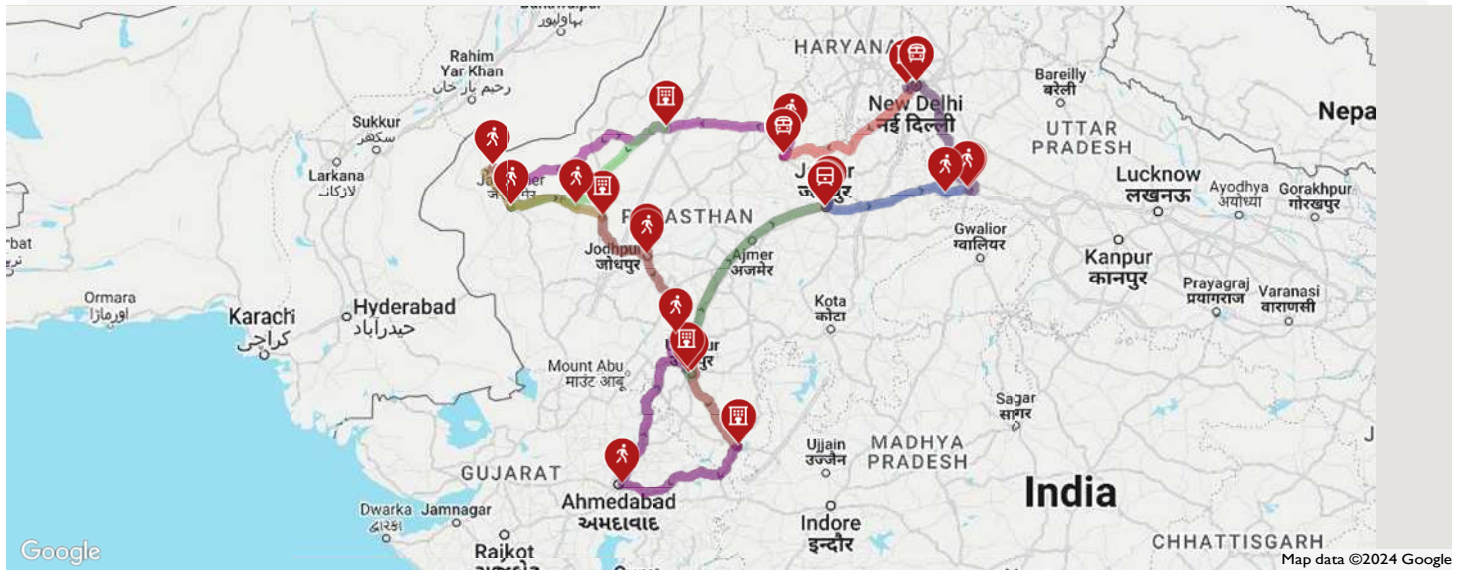 بہاولپور
Rahim
Yar Khan
رحیم یار خان
HARYANA
Bareilly
बरेली
Nepa
New Delhi
नई दिल्ली
UTTAR
PRADESH
Sukkur
سکھر
Larkana
لاڑکانہ
Lucknow
लखनऊ
Ayodhya
अयोध्या
Gorakhpur
गोरखपुर
Gwalior
ग्वालियर
Kanpur
कानपुर
Jodhpur
जोधपुर
Ajmer
अजमेर
Prayagraj
प्रयागराज
Varanasi
वाराणसी
Ormara
اورماڑا
Karachi
کراچی
Hyderabad
حیدرآباد
Kota
कोटा
Mount Abu
माउंट आबू
Sagar
सागर
Ujjain
उज्जैन
MADHYA
PRADESH
GUJARAT
Ahmedabad
અમદાવાદ
India
Dwarka
દ્વારકા
Jamnagar
Indore
इन्दौर
Rajkot
CHHATTISGARH
Google
Map data ©2024 Google